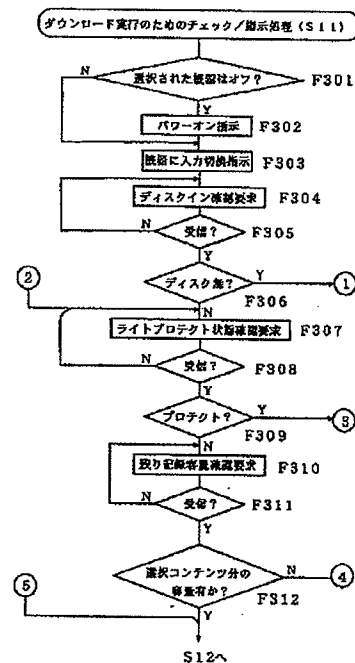 ダウンロード実行のためのチェック／指示処理（S11）
N
選択された機器はオフ？
F301
Y
パワーオン指示
F302
機器に入力切換指示
F303
ディスクイン確認要求
F304
N
受信？
F305
Y
2
ディスク無？
Y
1
F306
N
ライトプロテクト状態確認要求
F307
N
受信？
F308
Y
プロテクト？
Y
3
F309
N
残り記録容量確認要求
F310
N
受信？
F311
Y
選択コンテンツ分の
容量有か？
N
4
F312
5
Y
S12へ